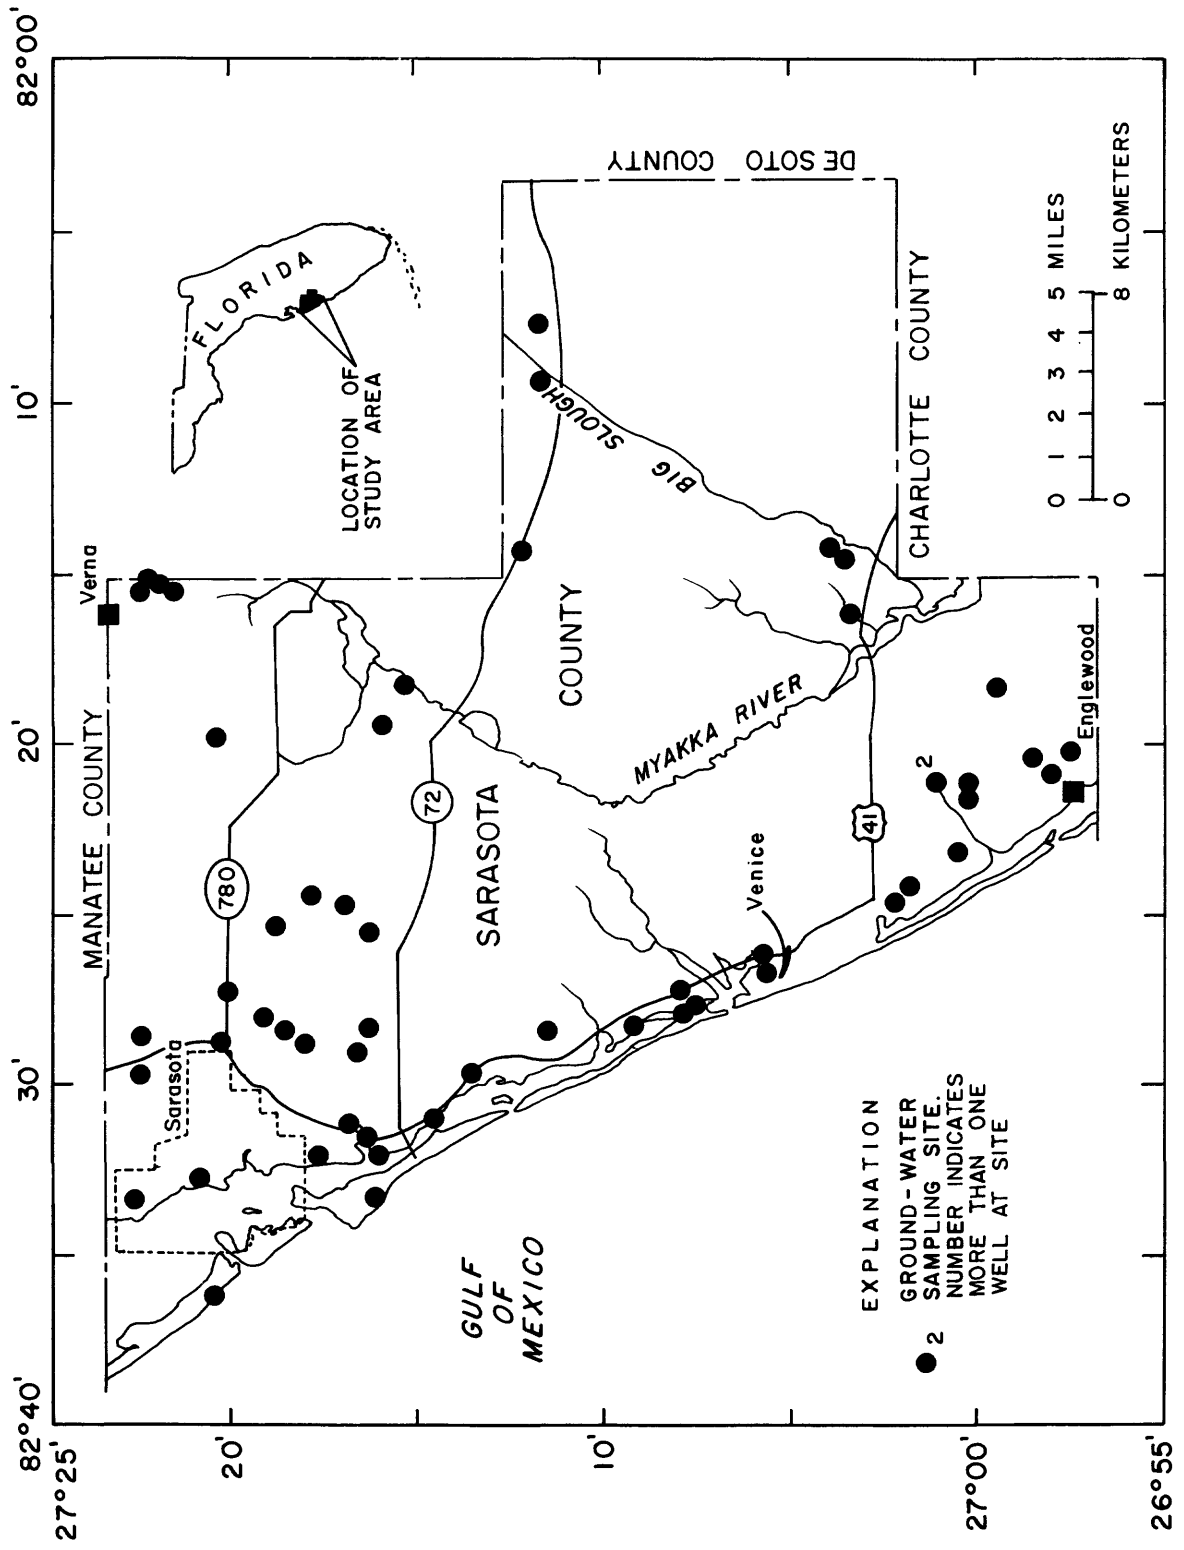 82°40'
30'
20'
10'
82°00'
27°25'
20'
10'
27°00'
26°55'
MANATEE COUNTY
Verna
FLORIDA
LOCATION OF
STUDY AREA
Sarasota
780
72
SARASOTA
COUNTY
DE SOTO COUNTY
BIG SLOUGH
MYAKKA RIVER
GULF
OF
MEXICO
Venice
41
CHARLOTTE COUNTY
2
Englewood
EXPLANATION
2
GROUND-WATER
SAMPLING SITE.
NUMBER INDICATES
MORE THAN ONE
WELL AT SITE
0 1 2 3 4 5 MILES
0 8 KILOMETERS